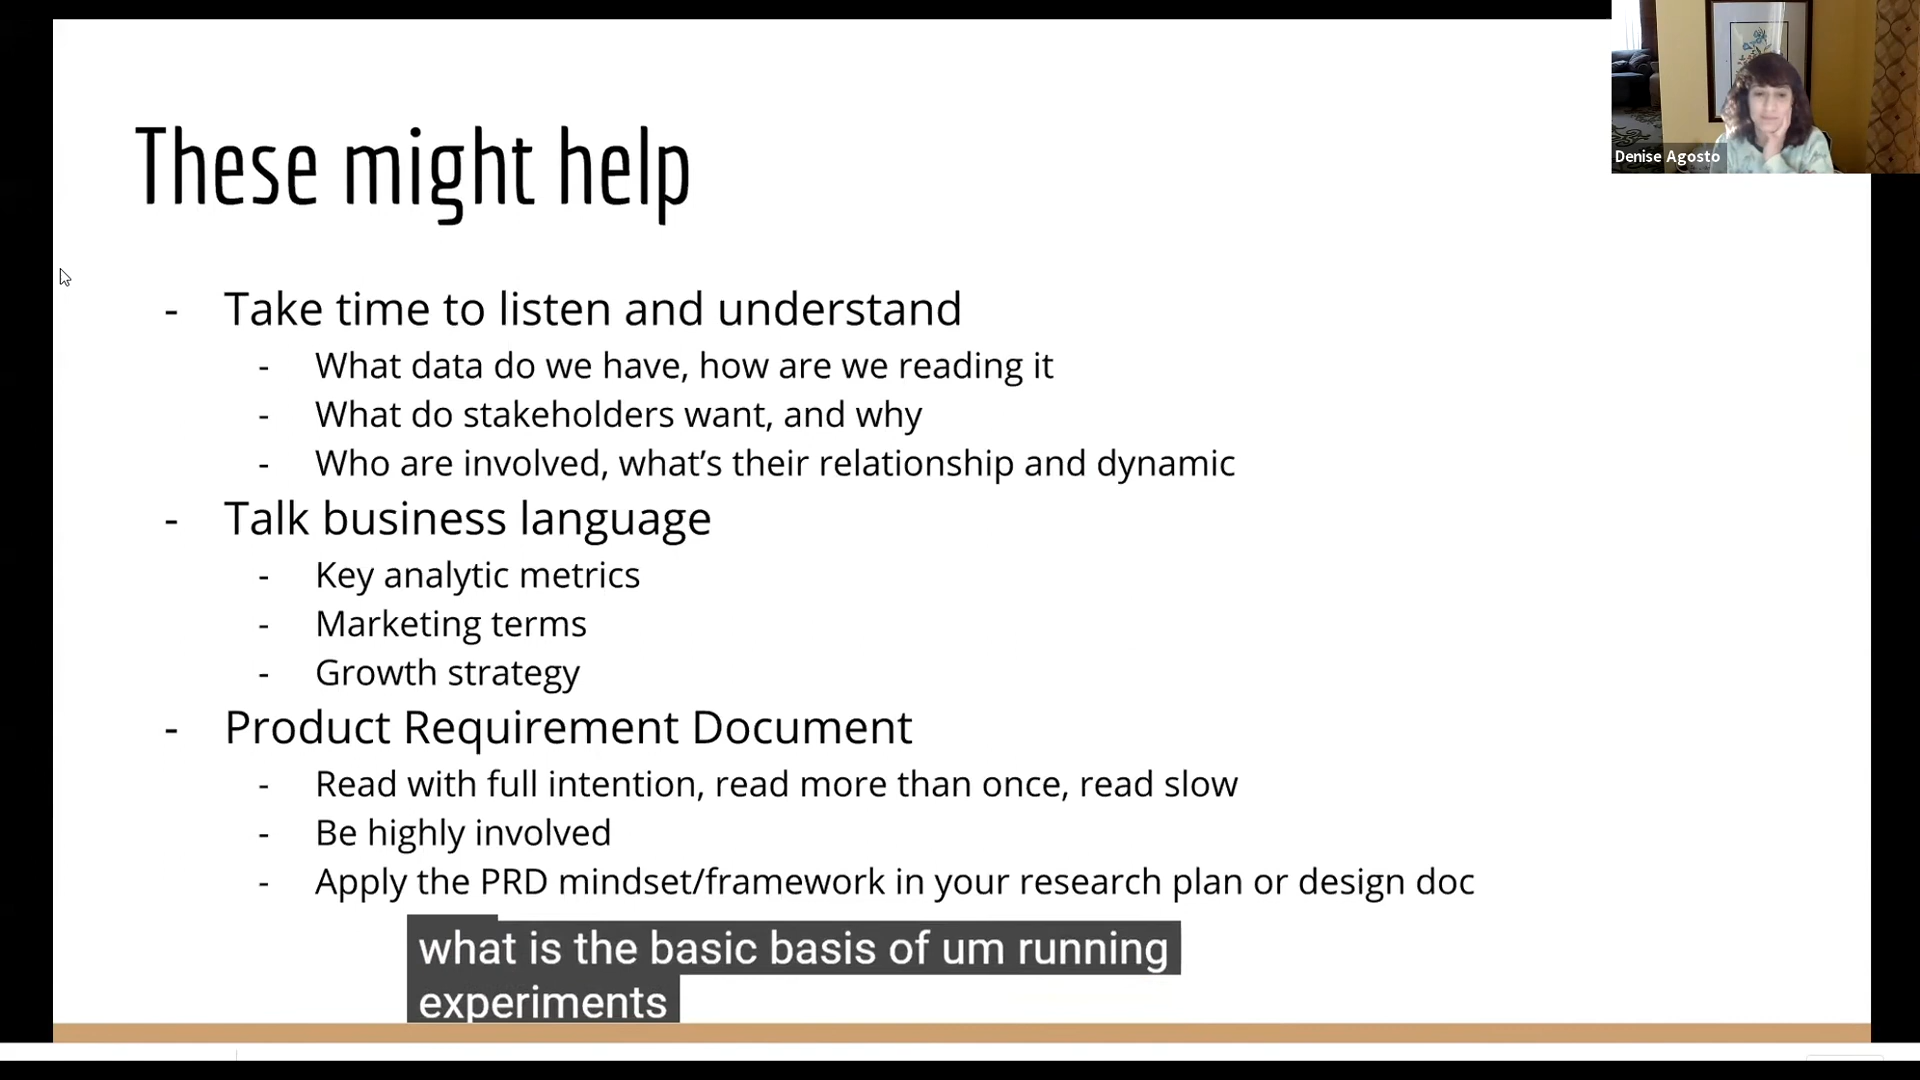 These might help
Denise Agosto
- Take time to listen and understand
- What data do we have, how are we reading it
- What do stakeholders want, and why
- Who are involved, what’s their relationship and dynamic
- Talk business language
- Key analytic metrics
- Marketing terms
- Growth strategy
- Product Requirement Document
- Read with full intention, read more than once, read slow
- Be highly involved
- Apply the PRD mindset/framework in your research plan or design doc
what is the basic basis of um running
experiments